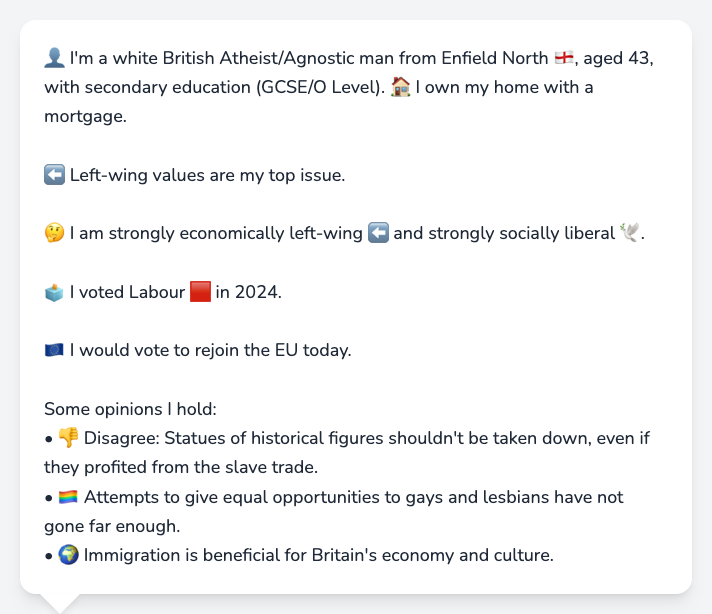 👤 I'm a white British Atheist/Agnostic man from Enfield North 🏴󠁧󠁢󠁥󠁮󠁧󠁿, aged 43,
with secondary education (GCSE/O Level). 🏠 I own my home with a
mortgage.
⬅️ Left-wing values are my top issue.
🤔 I am strongly economically left-wing ⬅️ and strongly socially liberal 🕊️.
🗳️ I voted Labour 🟥 in 2024.
🇪🇺 I would vote to rejoin the EU today.
Some opinions I hold:
• 👎 Disagree: Statues of historical figures shouldn't be taken down, even if
they profited from the slave trade.
• 🏳️‍🌈 Attempts to give equal opportunities to gays and lesbians have not
gone far enough.
• 🌍 Immigration is beneficial for Britain's economy and culture.